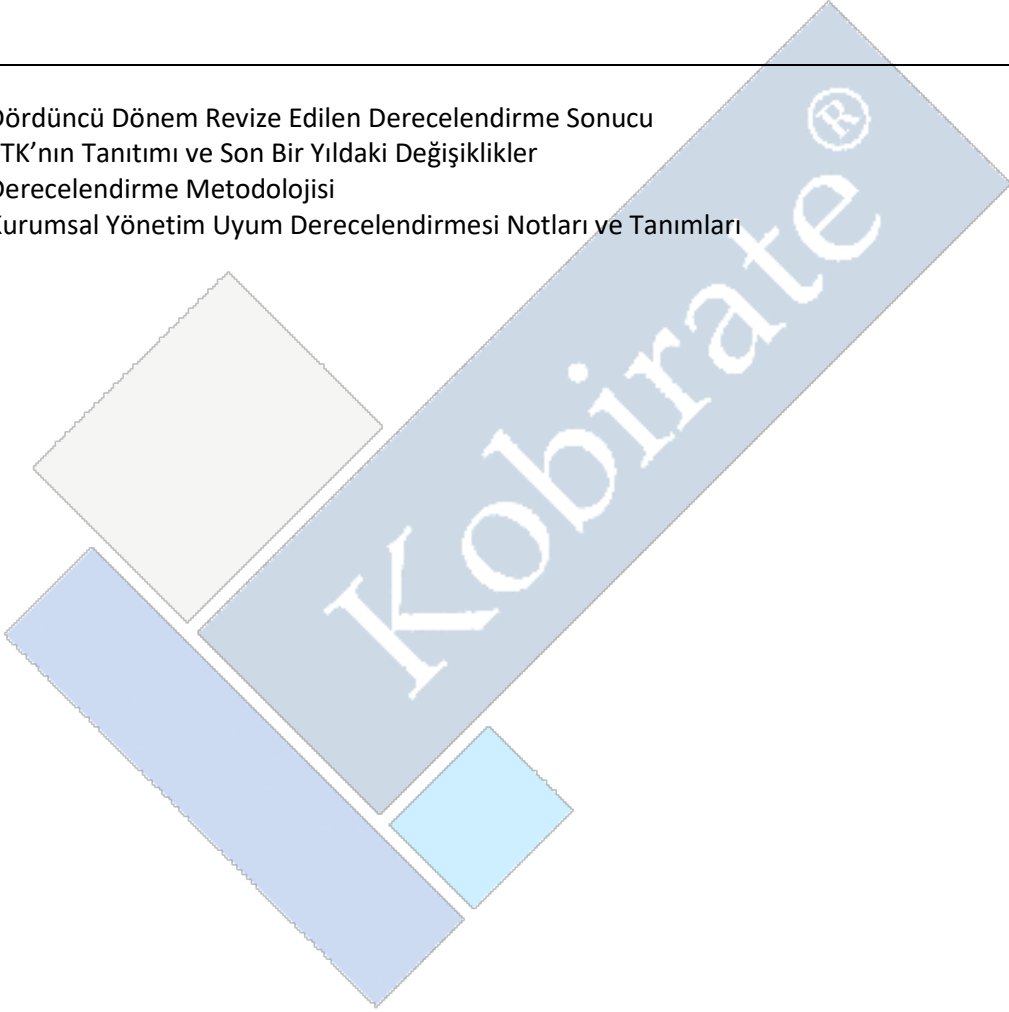 Dördüncü Dönem Revize Edilen Derecelendirme Sonucu
TK’nın Tanıtımı ve Son Bir Yıldaki Değişiklikler
Derecelendirme Metodolojisi
Kurumsal Yönetim Uyum Derecelendirmesi Notları ve Tanımları
Kobirate ®